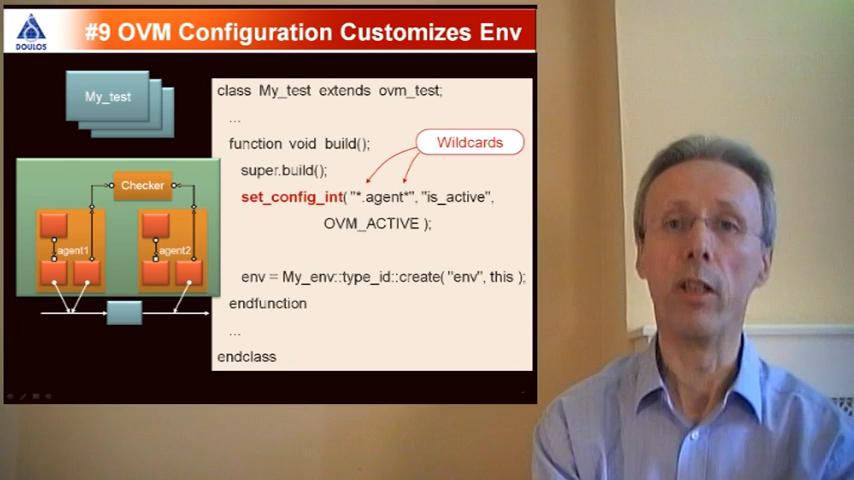 #9 OVM Configuration Customizes Env
DOULOS
My_test
Checker
agent1
agent2
class My_test extends ovm_test;
...
function void build();
Wildcards
super.build();
set_config_int( "*.agent*", "is_active",
OVM_ACTIVE );
env = My_env::type_id::create( "env", this );
endfunction
...
endclass